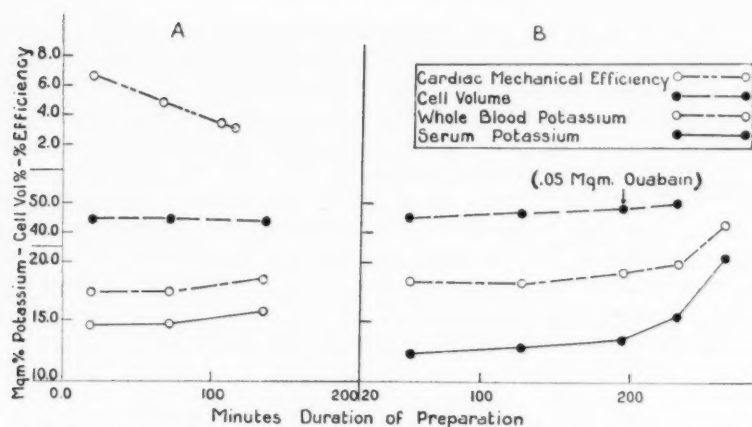 A
B
8.0
6.0
4.0
2.0
50.0
40.0
20.0
15.0
10.0
Mgm% Potassium - Cell Vol% - % Efficiency
Cardiac Mechanical Efficiency
Cell Volume
Whole Blood Potassium
Serum Potassium
(.05 Mgm. Ouabain)
0.0 100 200 20 100 200
Minutes Duration of Preparation